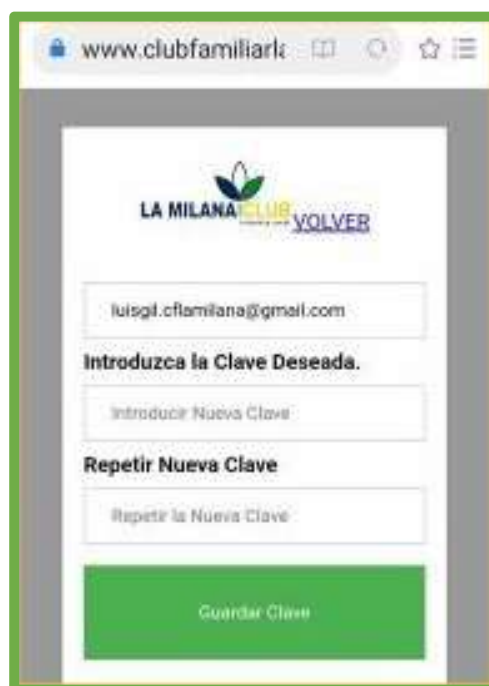 www.clubfamiliarla
LA MILANA CLUB
VOLVER
luisgil.cflamilana@gmail.com
Introduzca la Clave Deseada.
Introducir Nueva Clave
Repetir Nueva Clave
Repetir la Nueva Clave
Guardar Clave